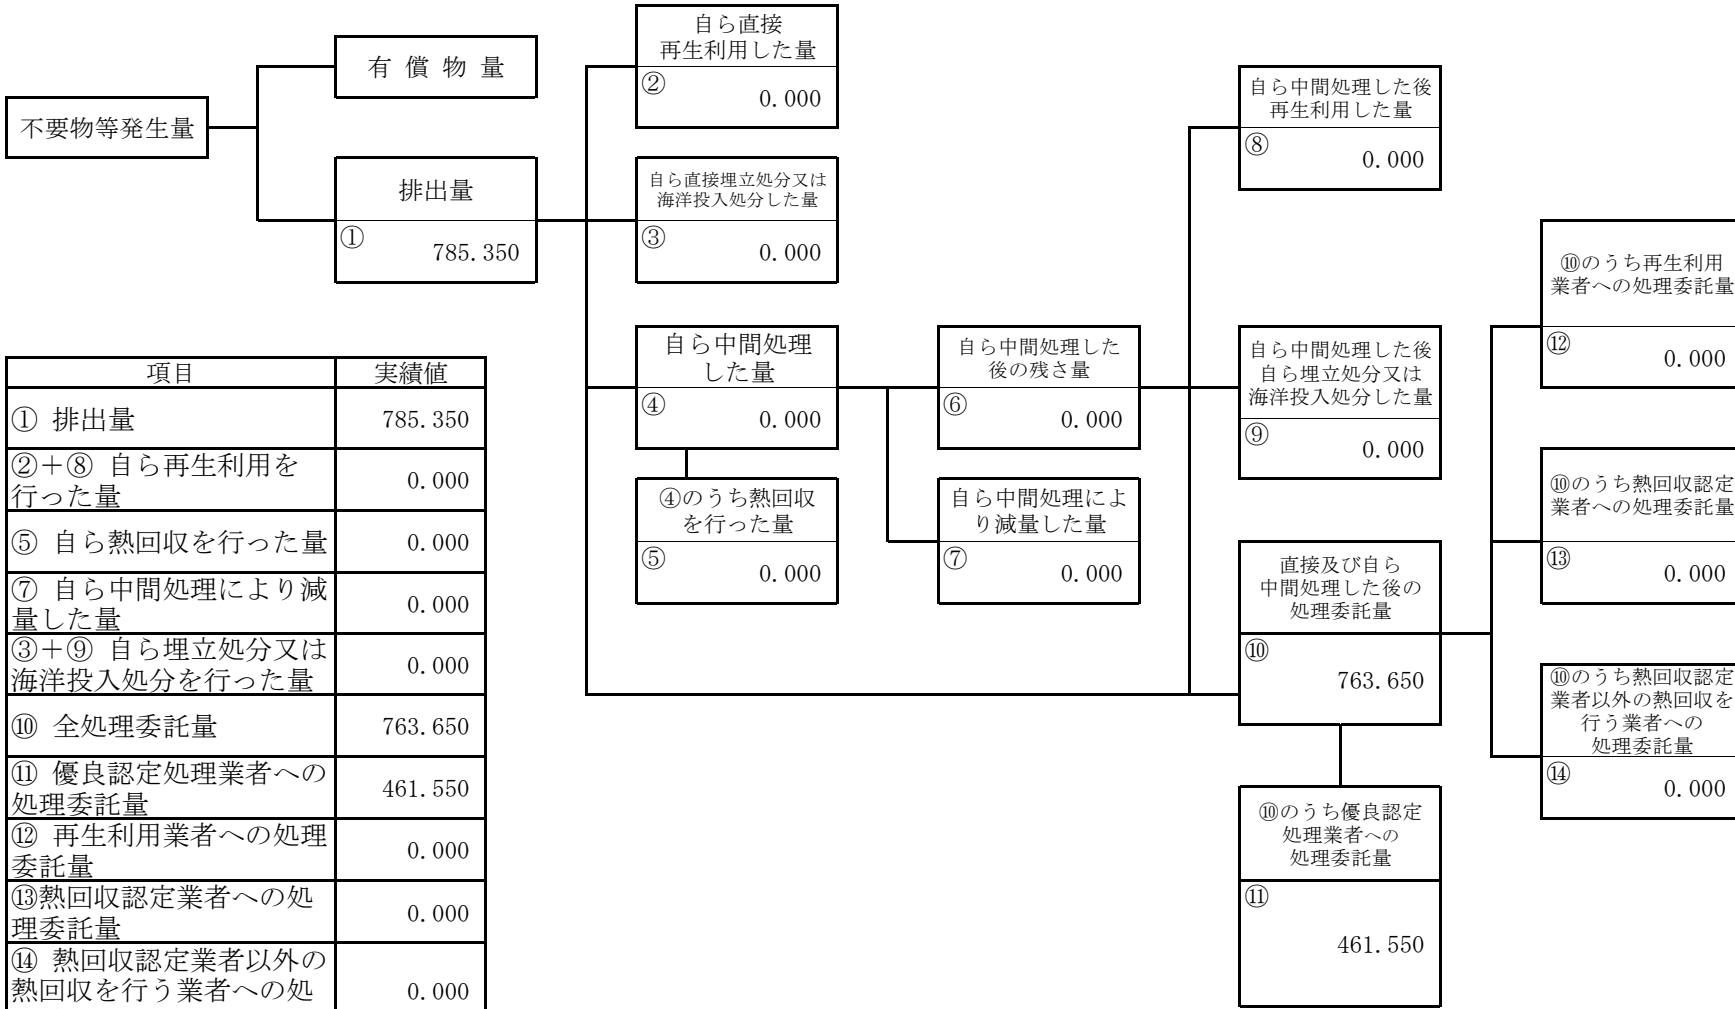 不要物等発生量
有 償 物 量
排出量
①
785.350
自ら直接
再生利用した量
②
0.000
自ら直接埋立処分又は
海洋投入処分した量
③
0.000
自ら中間処理
した量
④
0.000
④のうち熱回収
を行った量
⑤
0.000
自ら中間処理した
後の残さ量
⑥
0.000
自ら中間処理によ
り減量した量
⑦
0.000
自ら中間処理した後
再生利用した量
⑧
0.000
自ら中間処理した後
自ら埋立処分又は
海洋投入処分した量
⑨
0.000
直接及び自ら
中間処理した後の
処理委託量
⑩
763.650
⑩のうち優良認定
処理業者への
処理委託量
⑪
461.550
⑩のうち再生利用
業者への処理委託量
⑫
0.000
⑩のうち熱回収認定
業者への処理委託量
⑬
0.000
⑩のうち熱回収認定
業者以外の熱回収を
行う業者への
処理委託量
⑭
0.000
項目 実績値
① 排出量 785.350
②＋⑧ 自ら再生利用を
行った量 0.000
⑤ 自ら熱回収を行った量 0.000
⑦ 自ら中間処理により減
量した量 0.000
③＋⑨ 自ら埋立処分又は
海洋投入処分を行った量 0.000
⑩ 全処理委託量 763.650
⑪ 優良認定処理業者への
処理委託量 461.550
⑫ 再生利用業者への処理
委託量 0.000
⑬熱回収認定業者への処
理委託量 0.000
⑭ 熱回収認定業者以外の
熱回収を行う業者への処 0.000